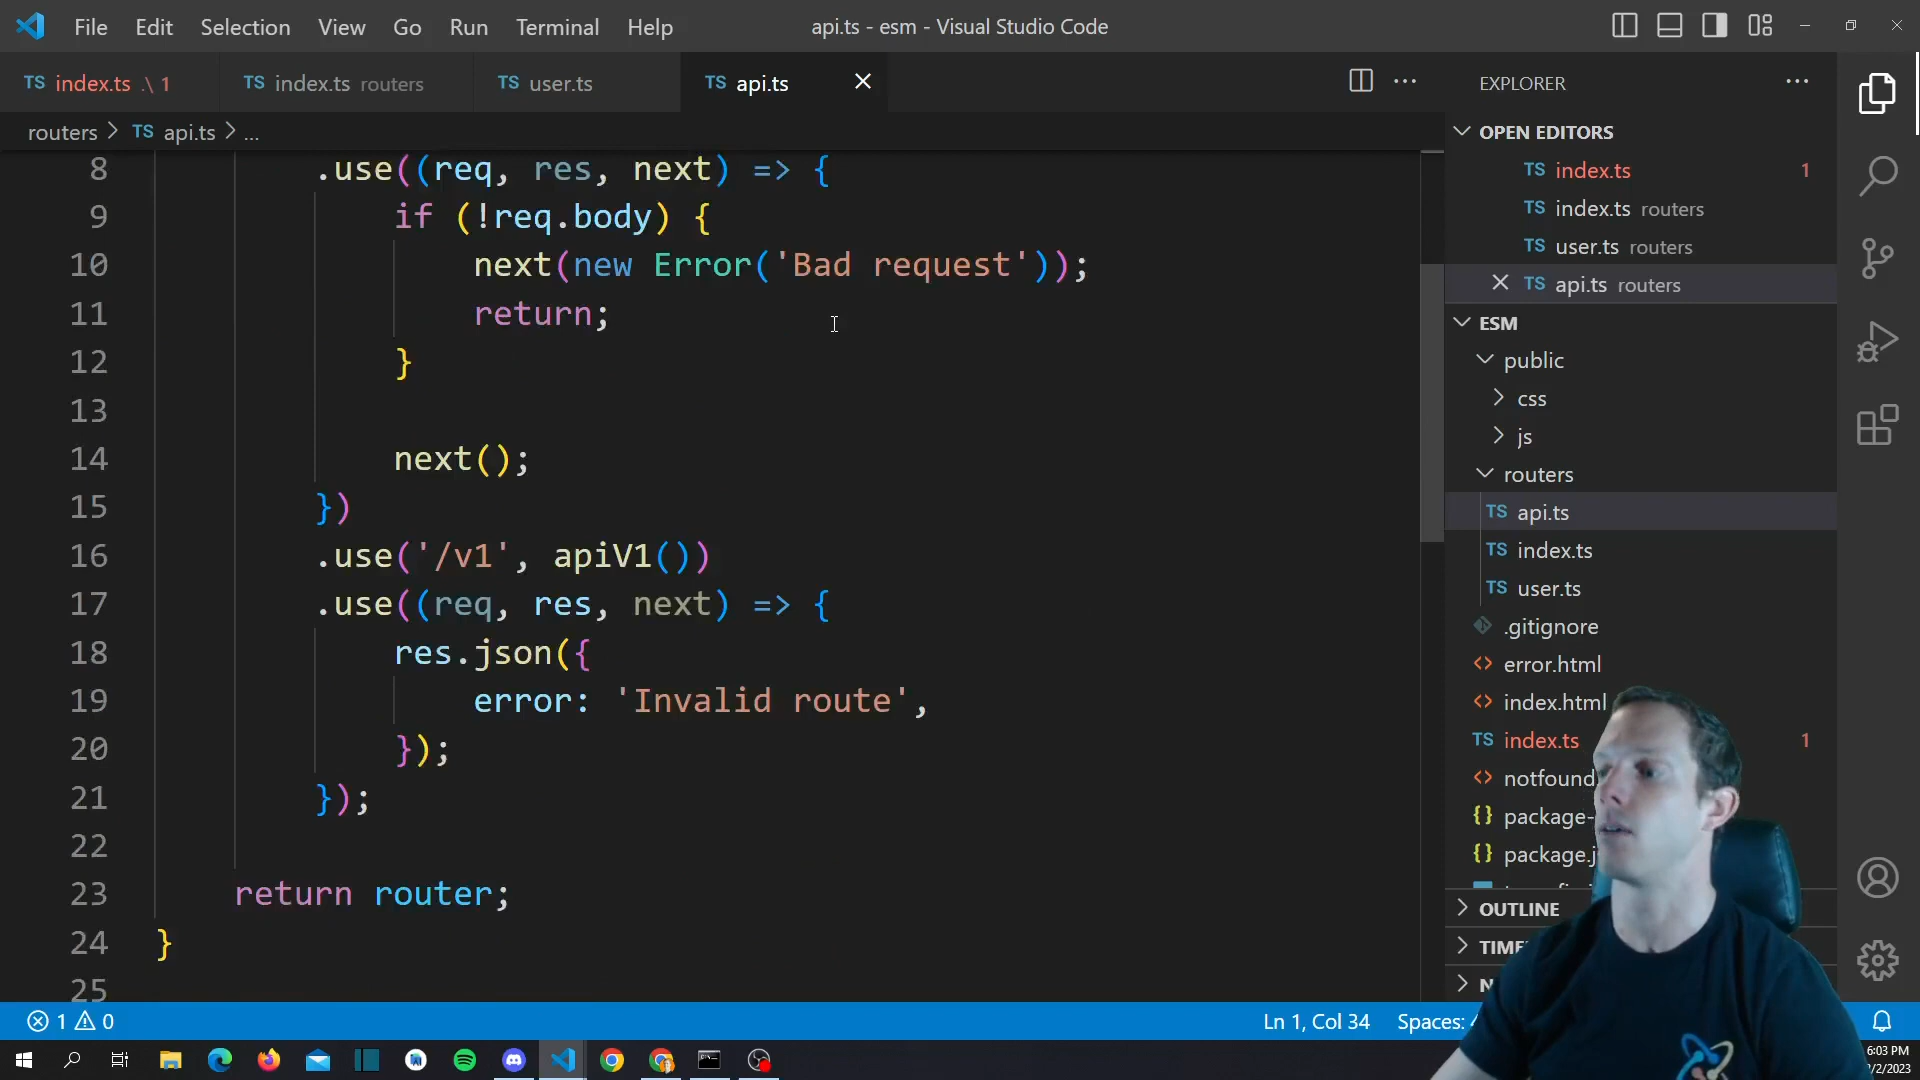 File Edit Selection View Go Run Terminal Help
api.ts - esm - Visual Studio Code
TS index.ts .\ 1
TS index.ts routers
TS user.ts
TS api.ts
routers > TS api.ts > ...
8 .use((req, res, next) => {
9 if (!req.body) {
10 next(new Error('Bad request'));
11 return;
12 }
13
14 next();
15 })
16 .use('/v1', apiV1())
17 .use((req, res, next) => {
18 res.json({
19 error: 'Invalid route',
20 });
21 });
22
23 return router;
24 }
25
EXPLORER
OPEN EDITORS
TS index.ts 1
TS index.ts routers
TS user.ts routers
TS api.ts routers
ESM
public
css
js
routers
TS api.ts
TS index.ts
TS user.ts
.gitignore
error.html
index.html
TS index.ts 1
notfound
package-
package.j
OUTLINE
TIME
N
1 0
Ln 1, Col 34
Spaces:
6:03 PM
/2/2023